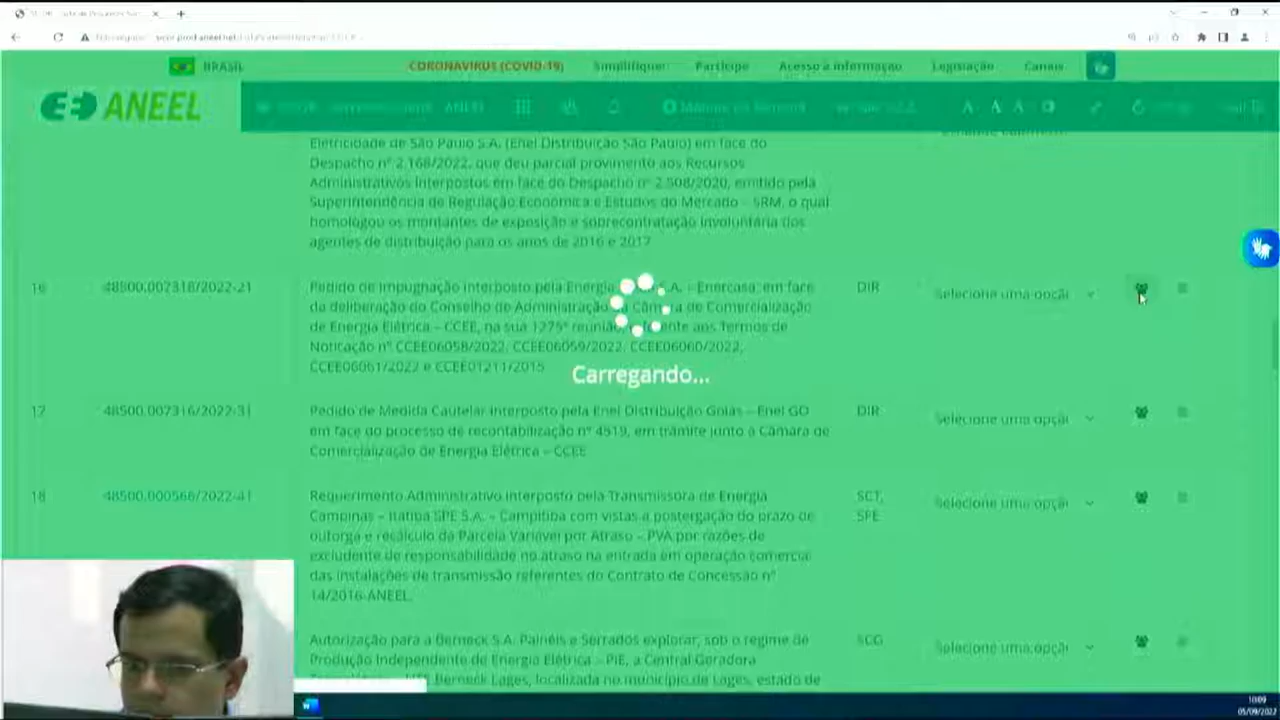 BRASIL
CORONAVÍRUS (COVID-19)
Simplifique!
Participe
Acesso à informação
Legislação
Canais
ANEEL
A A A
Eletricidade de São Paulo S.A. (Enel Distribuição São Paulo) em face do
Despacho nº 2.168/2022, que deu parcial provimento aos Recursos
Administrativos interpostos em face do Despacho nº 2.508/2020, emitido pela
Superintendência de Regulação Econômica e Estudos do Mercado – SRM, o qual
homologou os montantes de exposição e sobrecontratação involuntária dos
agentes de distribuição para os anos de 2016 e 2017
16
48500.007318/2022-21
Pedido de Impugnação interposto pela Energia S.A. – Enercasa, em face
da deliberação do Conselho de Administração da Câmara de Comercialização
de Energia Elétrica – CCEE, na sua 1275ª reunião, referente aos Termos de
Notificação nº CCEE06058/2022, CCEE06059/2022, CCEE06060/2022,
CCEE06061/2022 e CCEE01211/2015
DIR
Selecione uma opção
Carregando...
17
48500.007316/2022-31
Pedido de Medida Cautelar interposto pela Enel Distribuição Goiás – Enel GO
em face do processo de recontabilização nº 4519, em trâmite junto à Câmara de
Comercialização de Energia Elétrica – CCEE
DIR
Selecione uma opção
18
48500.000566/2022-41
Requerimento Administrativo interposto pela Transmissora de Energia
Campinas – Itatiba SPE S.A. – Campitiba com vistas a postergação do prazo de
outorga e recálculo da Parcela Variável por Atraso – PVA por razões de
excludente de responsabilidade no atraso na entrada em operação comercial
das instalações de transmissão referentes do Contrato de Concessão nº
14/2016-ANEEL.
SCT,
SFE
Selecione uma opção
Autorização para a Berneck S.A. Painéis e Serrados explorar, sob o regime de
Produção Independente de Energia Elétrica – PIE, a Central Geradora
Berneck Lages, localizada no município de Lages, estado de
SCG
Selecione uma opção
10:09
05/09/2022